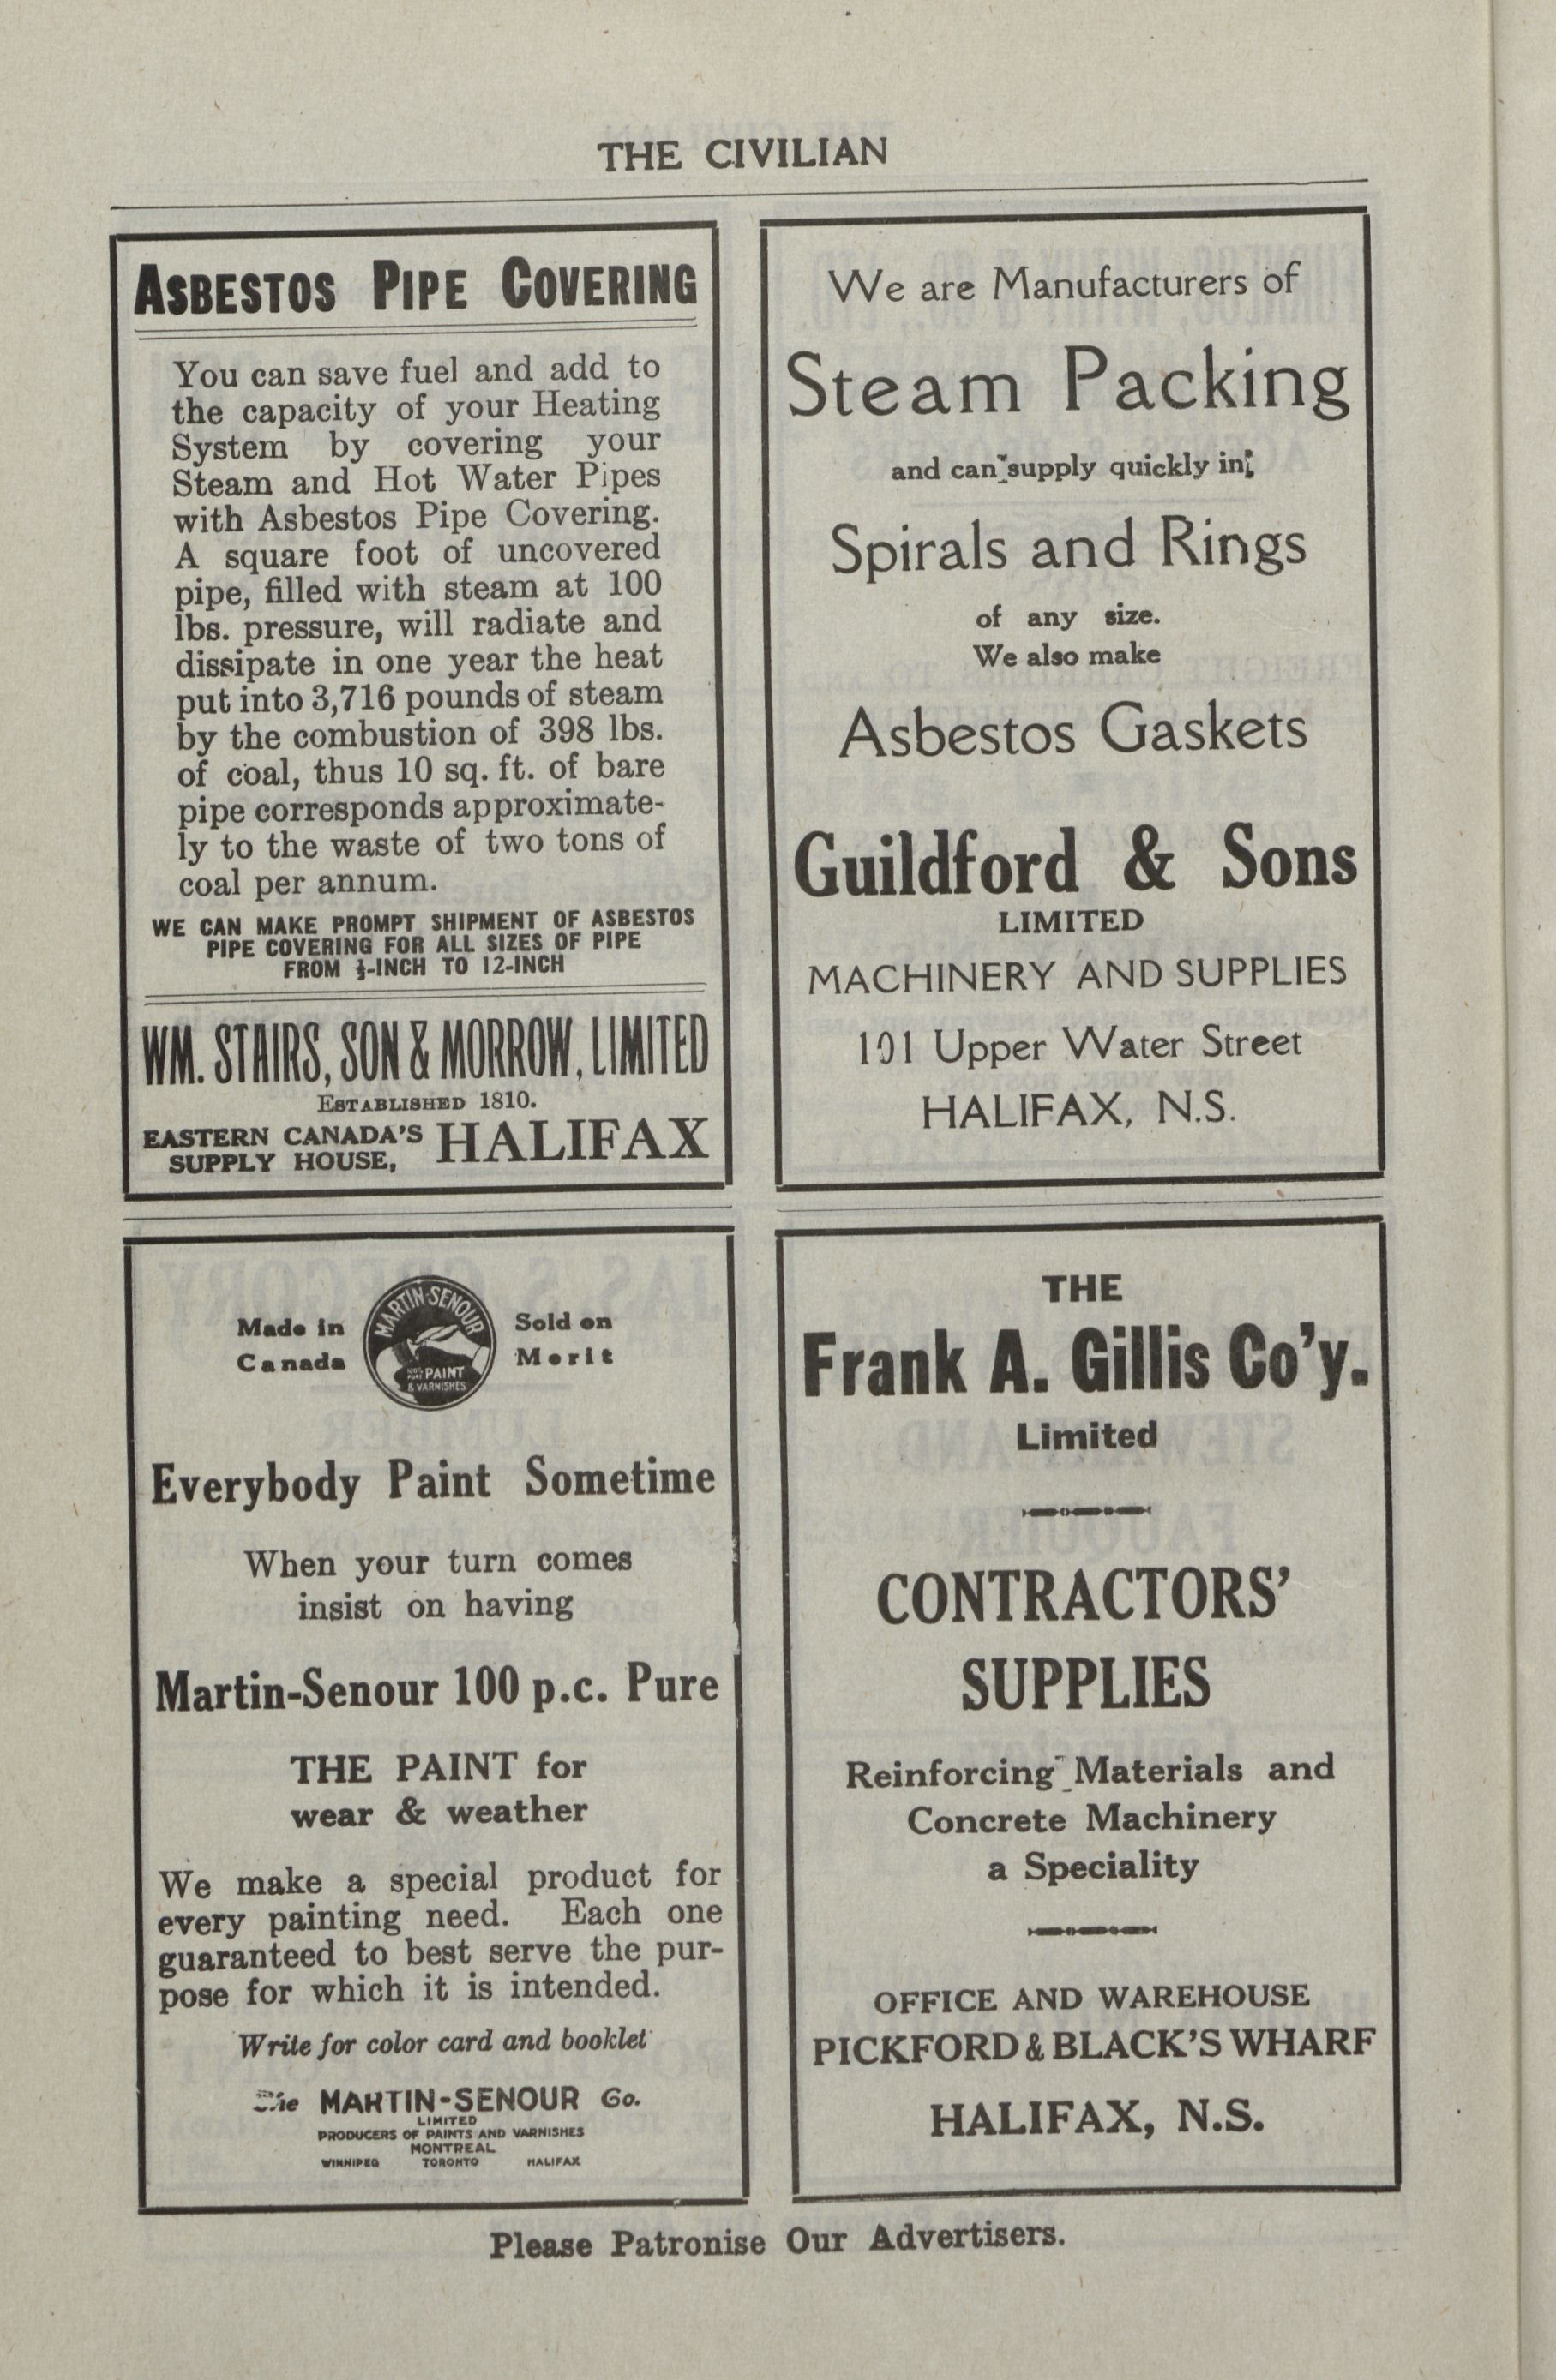 THE CIVILIAN
ASBESTOS PIPE COVERING
You can save fuel and add to
the capacity of your Heating
System by covering your
Steam and Hot Water Pipes
with Asbestos Pipe Covering.
A square foot of uncovered
pipe, filled with steam at 100
lbs. pressure, will radiate and
dissipate in one year the heat
put into 3,716 pounds of steam
by the combustion of 398 lbs.
of coal, thus 10 sq. ft. of bare
pipe corresponds approximate-
ly to the waste of two tons of
coal per annum.
WE CAN MAKE PROMPT SHIPMENT OF ASBESTOS
PIPE COVERING FOR ALL SIZES OF PIPE
FROM ½-INCH TO 12-INCH
WM. STAIRS, SON & MORROW, LIMITED
ESTABLISHED 1810.
EASTERN CANADA'S
SUPPLY HOUSE,
HALIFAX
We are Manufacturers of
Steam Packing
and can supply quickly in
Spirals and Rings
of any size.
We also make
Asbestos Gaskets
Guildford & Sons
LIMITED
MACHINERY AND SUPPLIES
101 Upper Water Street
HALIFAX, N.S.
Made in
Canada
MARTIN-SENOUR
100% PURE PAINT
& VARNISHES
Sold on
Merit
Everybody Paint Sometime
When your turn comes
insist on having
Martin-Senour 100 p.c. Pure
THE PAINT for
wear & weather
We make a special product for
every painting need. Each one
guaranteed to best serve the pur-
pose for which it is intended.
Write for color card and booklet
The MARTIN-SENOUR Co.
LIMITED
PRODUCERS OF PAINTS AND VARNISHES
MONTREAL
WINNIPEG TORONTO HALIFAX
THE
Frank A. Gillis Co'y.
Limited
CONTRACTORS'
SUPPLIES
Reinforcing Materials and
Concrete Machinery
a Speciality
OFFICE AND WAREHOUSE
PICKFORD & BLACK'S WHARF
HALIFAX, N.S.
Please Patronise Our Advertisers.